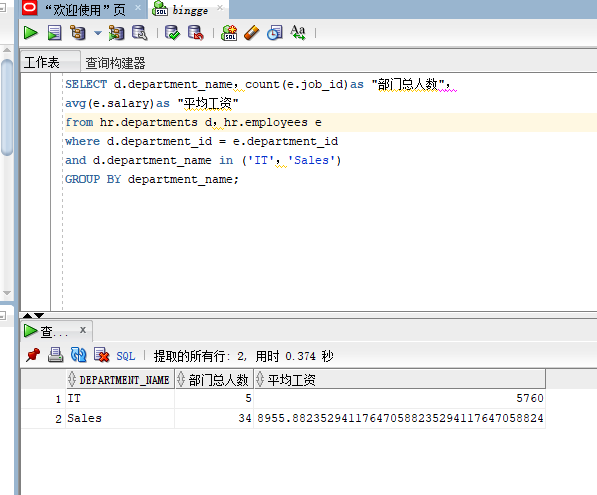 “欢迎使用”页 × bingge ×
工作表 查询构建器
SELECT d.department_name，count(e.job_id)as "部门总人数"，
avg(e.salary)as "平均工资"
from hr.departments d，hr.employees e
where d.department_id = e.department_id
and d.department_name in ('IT'，'Sales')
GROUP BY department_name;
查... x
SQL | 提取的所有行: 2, 用时 0.374 秒
DEPARTMENT_NAME 部门总人数 平均工资
1 IT 5 5760
2 Sales 34 8955.88235294117647058823529411764705882​4